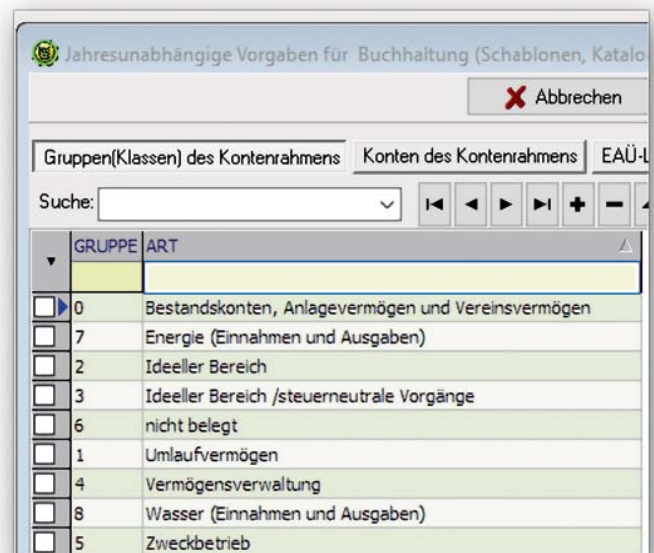 Jahresunabhängige Vorgaben für Buchhaltung (Schablonen, Katalo
Abbrechen
Gruppen(Klassen) des Kontenrahmens Konten des Kontenrahmens EAÜ-L
Suche:
GRUPPE ART
0 Bestandskonten, Anlagevermögen und Vereinsvermögen
7 Energie (Einnahmen und Ausgaben)
2 Ideeller Bereich
3 Ideeller Bereich /steuerneutrale Vorgänge
6 nicht belegt
1 Umlaufvermögen
4 Vermögensverwaltung
8 Wasser (Einnahmen und Ausgaben)
5 Zweckbetrieb